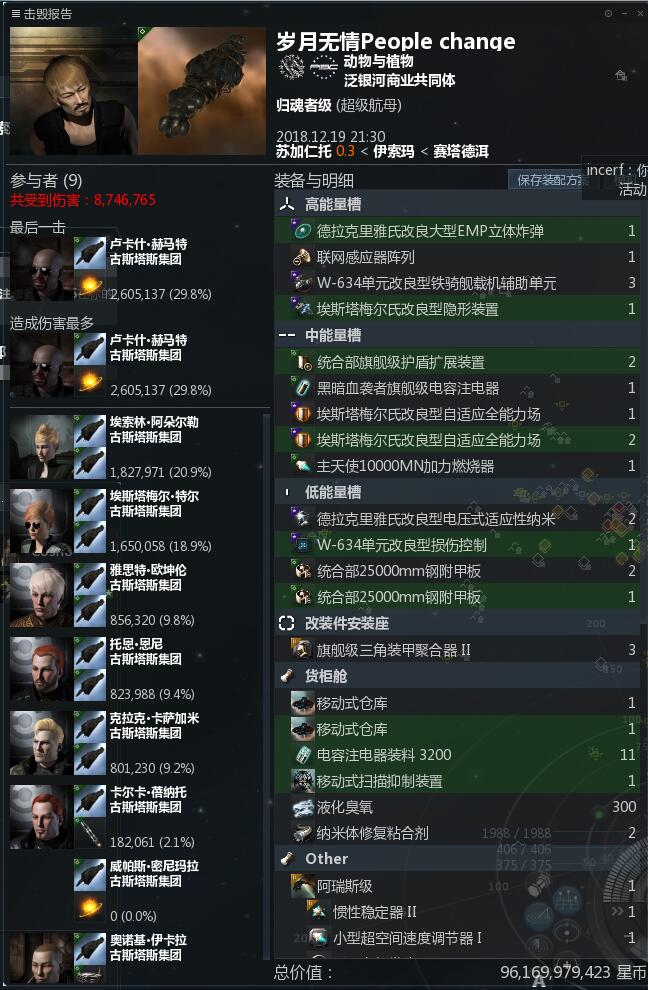 击毁报告
岁月无情People change
动物与植物
泛银河商业共同体
归魂者级 (超级航母)
2018.12.19 21:30
苏加仁托 0.3 < 伊索玛 < 赛塔德洱
参与者 (9)
共受到伤害：8,746,765
最后一击
卢卡什·赫马特
古斯塔斯集团
2,605,137 (29.8%)
造成伤害最多
卢卡什·赫马特
古斯塔斯集团
2,605,137 (29.8%)
埃索林·阿朵尔勒
古斯塔斯集团
1,827,971 (20.9%)
埃斯塔梅尔·特尔
古斯塔斯集团
1,650,058 (18.9%)
雅思特·欧坤伦
古斯塔斯集团
856,320 (9.8%)
托恩·恩尼
古斯塔斯集团
823,988 (9.4%)
克拉克·卡萨加米
古斯塔斯集团
801,230 (9.2%)
卡尔卡·蓓纳托
古斯塔斯集团
182,061 (2.1%)
威帕斯·密尼玛拉
古斯塔斯集团
0 (0.0%)
奥诺基·伊卡拉
古斯塔斯集团
装备与明细
保存装配方案
incerf : 你
活动
高能量槽
德拉克里雅氏改良大型EMP立体炸弹 1
联网感应器阵列 1
W-634单元改良型铁骑舰载机辅助单元 3
埃斯塔梅尔氏改良型隐形装置 1
中能量槽
统合部旗舰级护盾扩展装置 2
黑暗血袭者旗舰级电容注电器 1
埃斯塔梅尔氏改良型自适应全能力场 1
埃斯塔梅尔氏改良型自适应全能力场 2
主天使10000MN加力燃烧器 1
低能量槽
德拉克里雅氏改良型电压式适应性纳米 2
W-634单元改良型损伤控制 1
统合部25000mm钢附甲板 2
统合部25000mm钢附甲板 1
改装件安装座
旗舰级三角装甲聚合器 II 3
货柜舱
移动式仓库 1
移动式仓库 1
电容注电器装料 3200 11
移动式扫描抑制装置 1
液化臭氧 300
纳米体修复粘合剂 2
1988 / 1988
406 / 406
375 / 375
Other
阿瑞斯级 1
惯性稳定器 II 1
小型超空间速度调节器 I 1
总价值： 96,169,979,423 星币